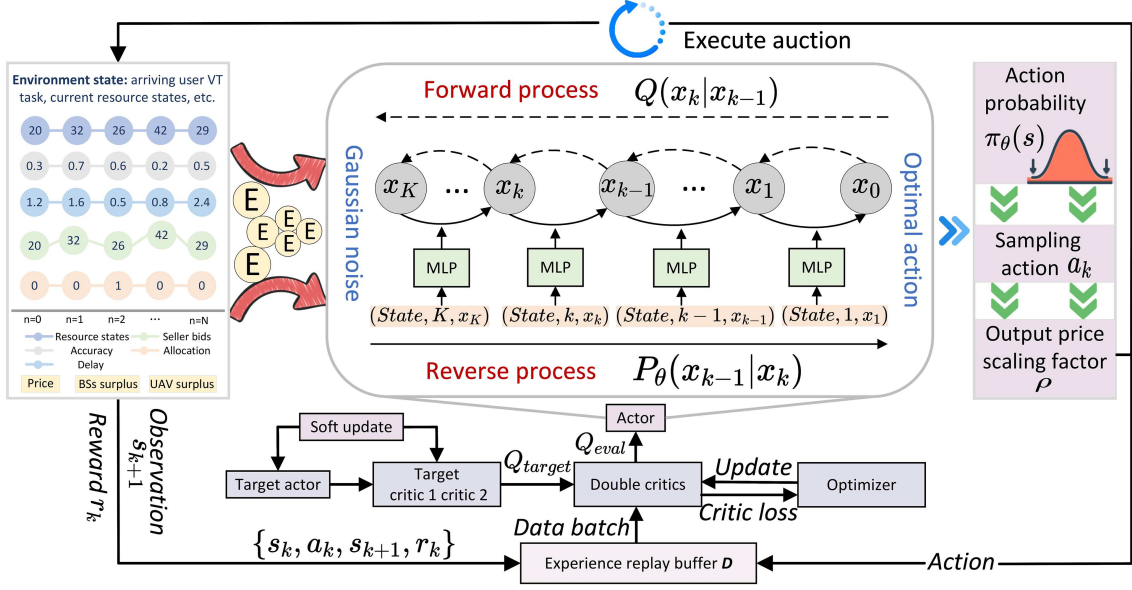 Execute auction
Environment state: arriving user VT
task, current resource states, etc.
20 32 26 42 29
0.3 0.7 0.6 0.2 0.5
1.2 1.6 0.5 0.8 2.4
20 32 26 42 29
0 0 1 0 0
n=0 n=1 n=2 ... n=N
Resource states Seller bids
Accuracy Allocation
Delay
Price BSs surplus UAV surplus
E
E E
E E
E
E
Forward process Q(x_k|x_{k-1})
Gaussian noise
x_K ... x_k x_{k-1} ... x_1 x_0
Optimal action
MLP MLP MLP MLP
(State, K, x_K) (State, k, x_k) (State, k − 1, x_{k-1}) (State, 1, x_1)
Reverse process P_θ(x_{k-1}|x_k)
Action
probability
π_θ(s)
Sampling
action a_k
Output price
scaling factor
ρ
Reward r_k
Observation
s_{k+1}
Actor
Soft update
Q_{eval}
Target actor
Target
critic 1 critic 2
Q_{target}
Double critics
Update
Critic loss
Optimizer
Data batch
{s_k, a_k, s_{k+1}, r_k}
Experience replay buffer D
Action